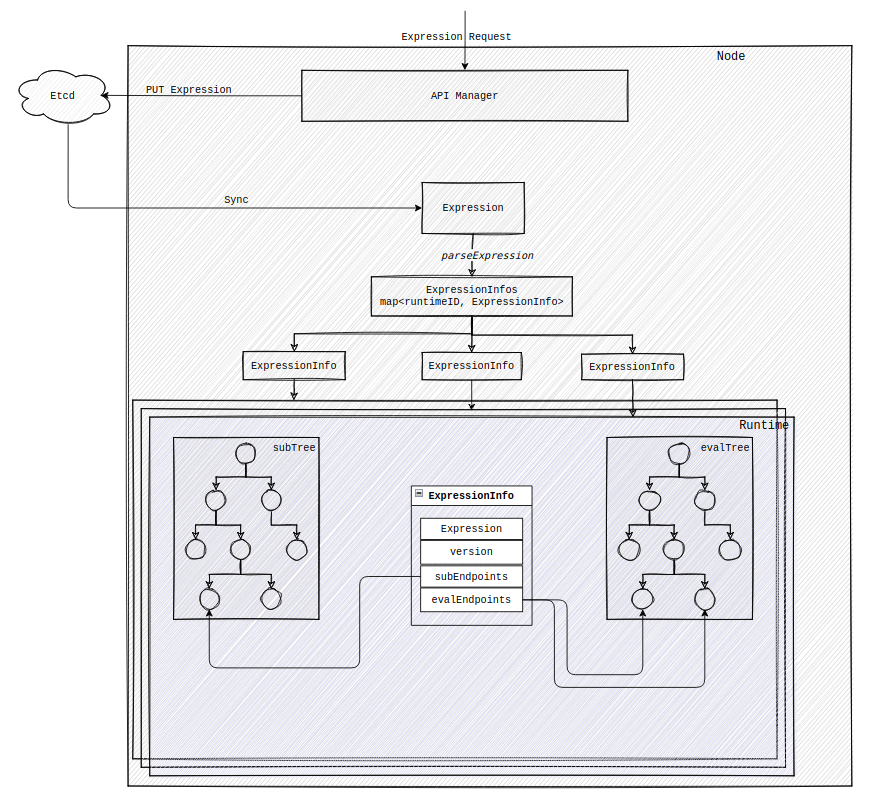 Expression Request
Node
API Manager
PUT Expression
Etcd
Sync
Expression
parseExpression
ExpressionInfos
map<runtimeID, ExpressionInfo>
ExpressionInfo
ExpressionInfo
ExpressionInfo
Runtime
subTree
evalTree
ExpressionInfo
Expression
version
subEndpoints
evalEndpoints